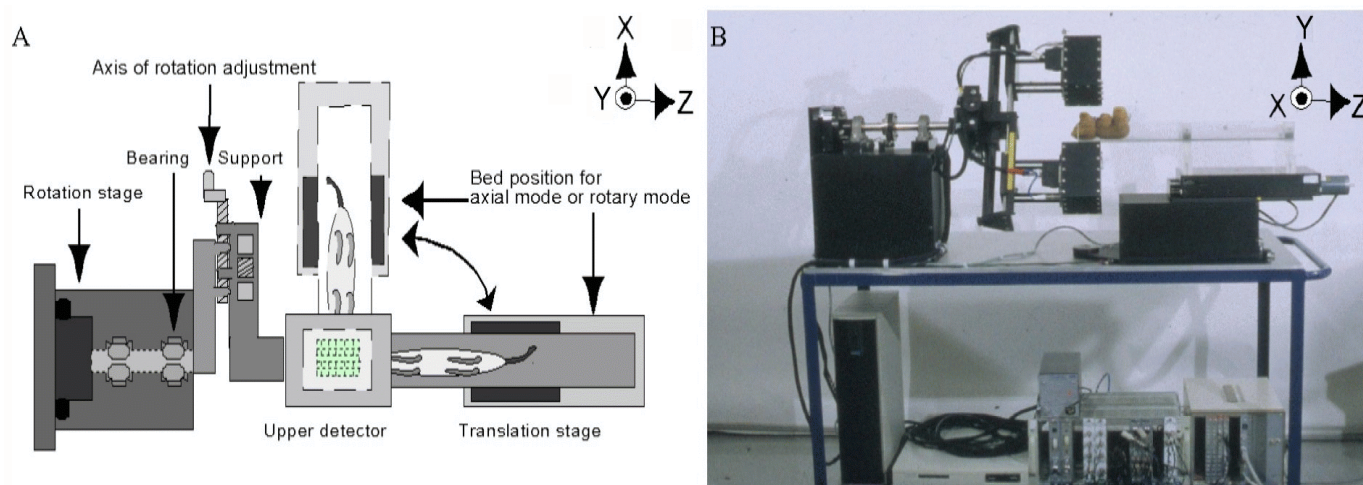 A
Axis of rotation adjustment
Bearing
Support
Rotation stage
X
Y
Z
Bed position for
axial mode or rotary mode
Upper detector
Translation stage
B
Y
X
Z